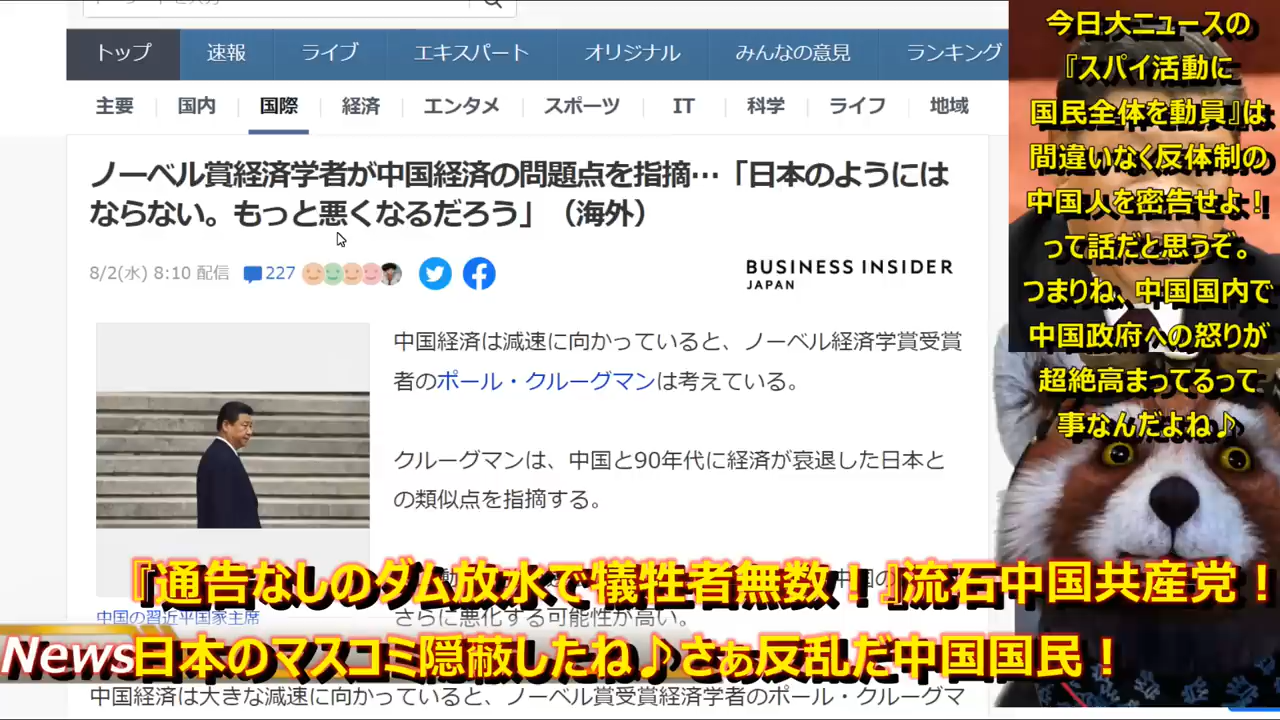 トップ
速報
ライブ
エキスパート
オリジナル
みんなの意見
ランキング
主要
国内
国際
経済
エンタメ
スポーツ
IT
科学
ライフ
地域
ノーベル賞経済学者が中国経済の問題点を指摘…「日本のようには
ならない。もっと悪くなるだろう」（海外）
8/2(水) 8:10 配信
227
BUSINESS INSIDER
JAPAN
中国経済は減速に向かっていると、ノーベル経済学賞受賞
者のポール・クルーグマンは考えている。
クルーグマンは、中国と90年代に経済が衰退した日本と
の類似点を指摘する。
さらに悪化する可能性が高い。
中国の習近平国家主席
中国経済は大きな減速に向かっていると、ノーベル賞受賞経済学者のポール・クルーグマ
今日大ニュースの
『スパイ活動に
国民全体を動員』は
間違いなく反体制の
中国人を密告せよ！
って話だと思うぞ。
つまりね、中国国内で
中国政府への怒りが
超絶高まってるって
事なんだよね♪
『通告なしのダム放水で犠牲者無数！』流石中国共産党！
News
日本のマスコミ隠蔽したね♪さぁ反乱だ中国国民！